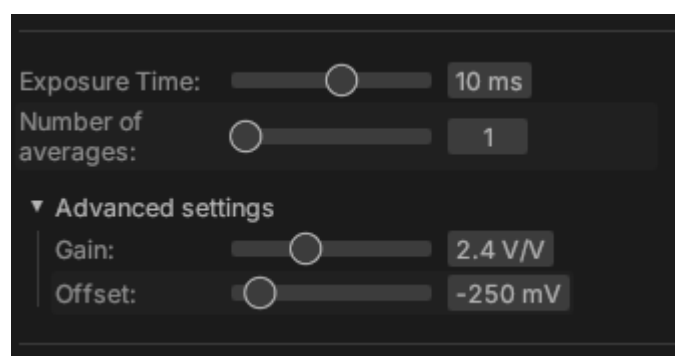 Exposure Time: 10 ms
Number of
averages: 1
Advanced settings
Gain: 2.4 V/V
Offset: -250 mV